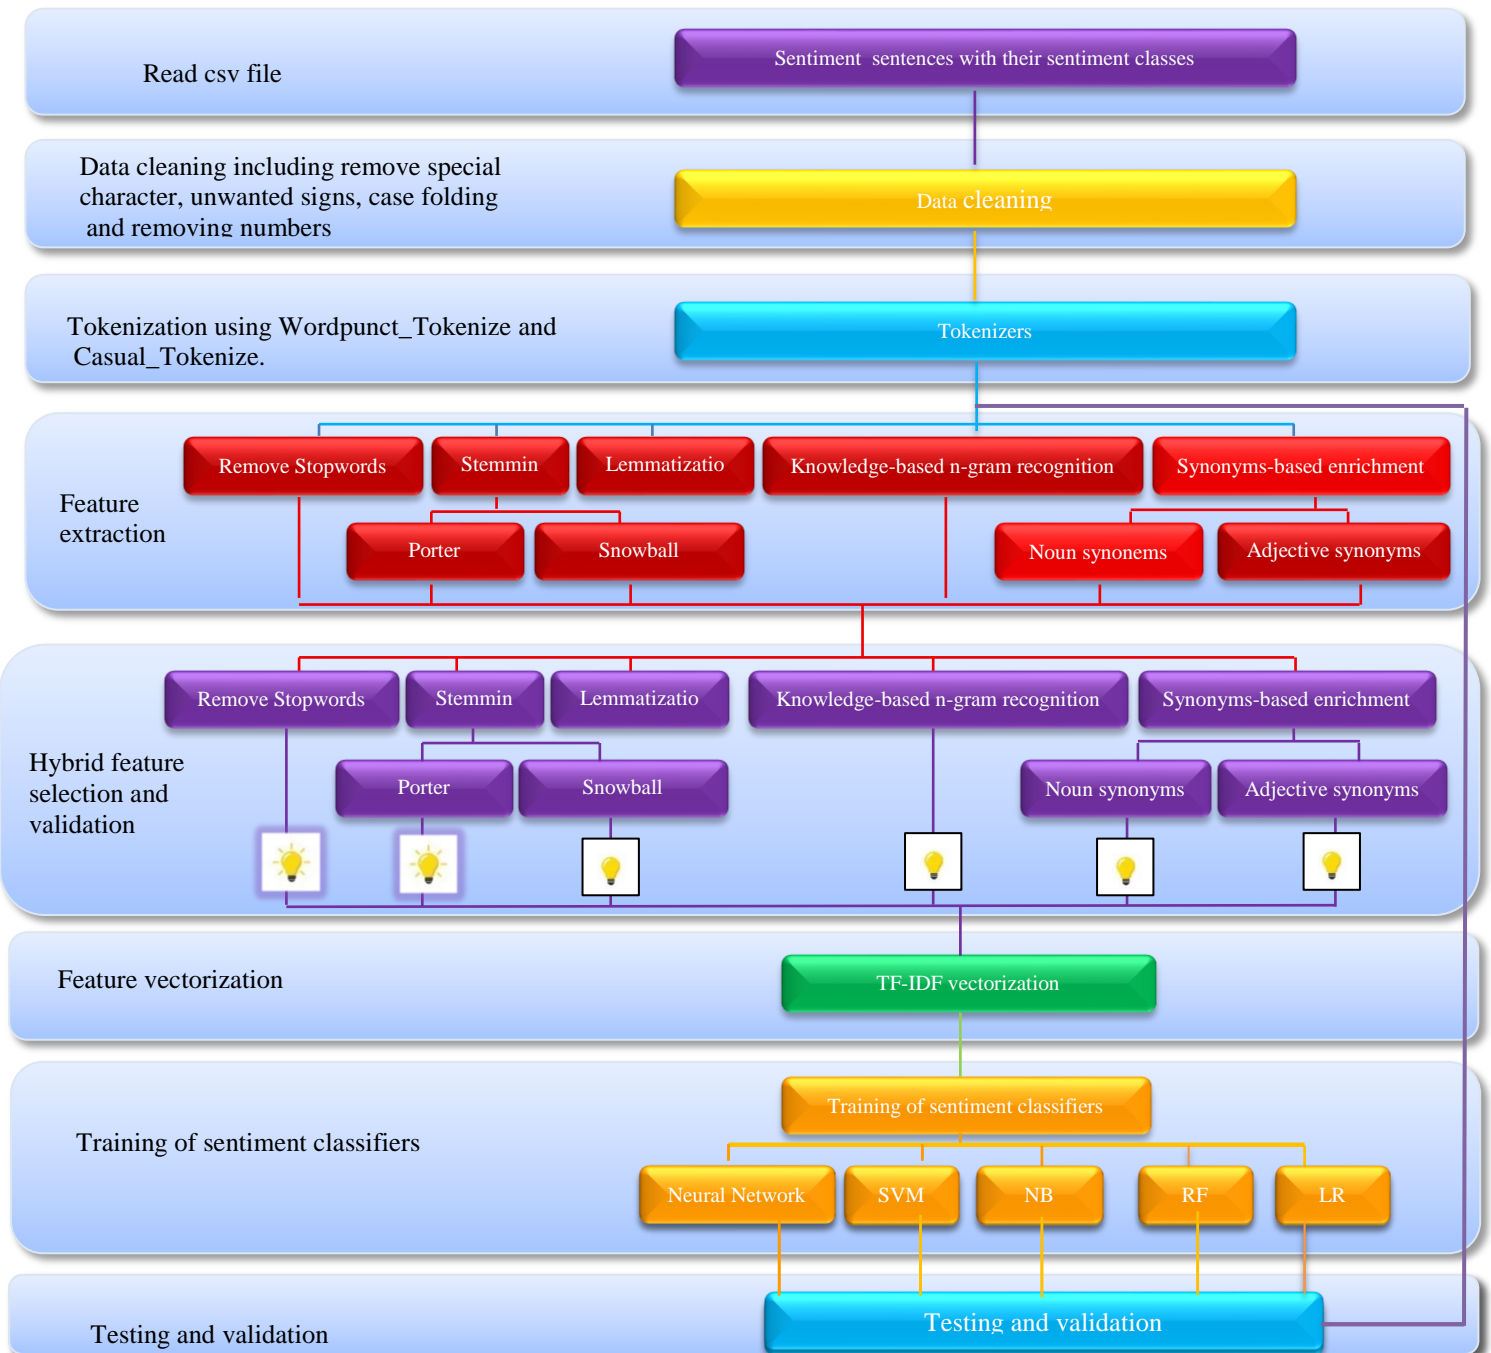 Read csv file
Sentiment  sentences with their sentiment classes
Data cleaning including remove special
character, unwanted signs, case folding
and removing numbers
Data cleaning
Tokenization using Wordpunct_Tokenize and
Casual_Tokenize.
Tokenizers
Feature
extraction
Remove Stopwords
Stemmin
Lemmatizatio
Knowledge-based n-gram recognition
Synonyms-based enrichment
Porter
Snowball
Noun synonems
Adjective synonyms
Hybrid feature
selection and
validation
Remove Stopwords
Stemmin
Lemmatizatio
Knowledge-based n-gram recognition
Synonyms-based enrichment
Porter
Snowball
Noun synonyms
Adjective synonyms
Feature vectorization
TF-IDF vectorization
Training of sentiment classifiers
Training of sentiment classifiers
Neural Network
SVM
NB
RF
LR
Testing and validation
Testing and validation